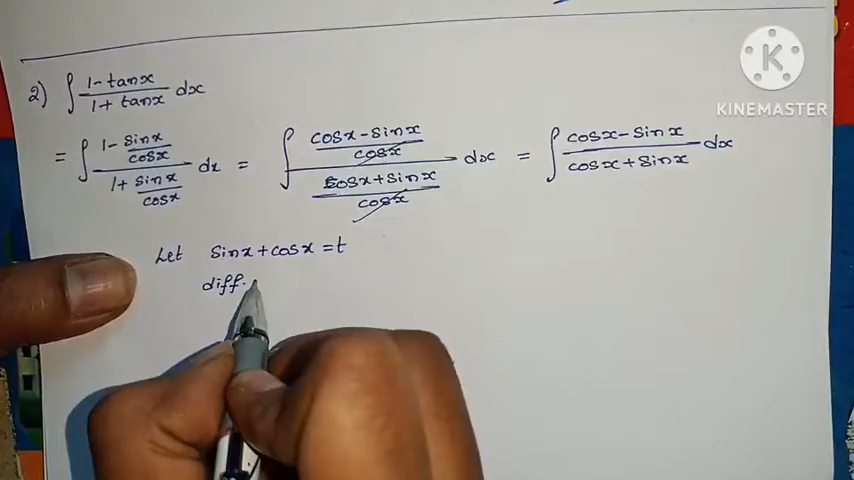 KINEMASTER
2) ∫ (1 - tanx)/(1 + tanx) dx
= ∫ (1 - sinx/cosx)/(1 + sinx/cosx) dx = ∫ ((cosx - sinx)/cosx)/((cosx + sinx)/cosx) dx = ∫ (cosx - sinx)/(cosx + sinx) dx
Let sinx + cosx = t
diff.